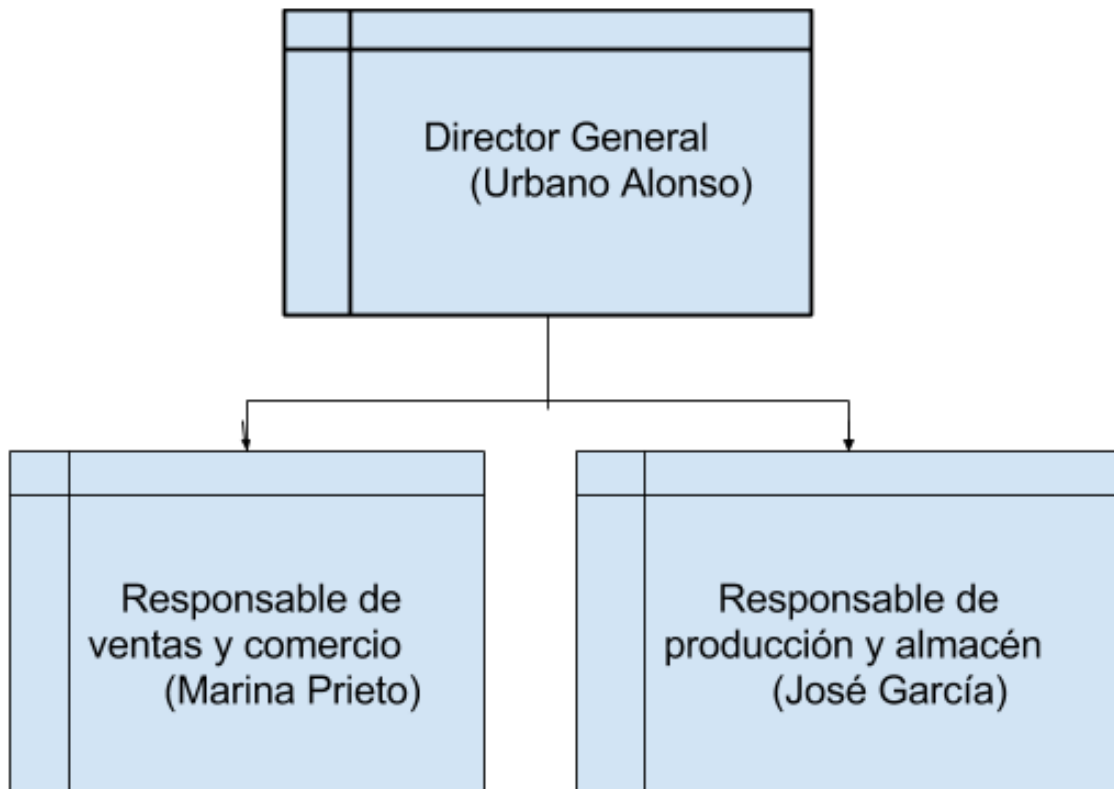 Director General
(Urbano Alonso)
Responsable de
ventas y comercio
(Marina Prieto)
Responsable de
producción y almacén
(José García)